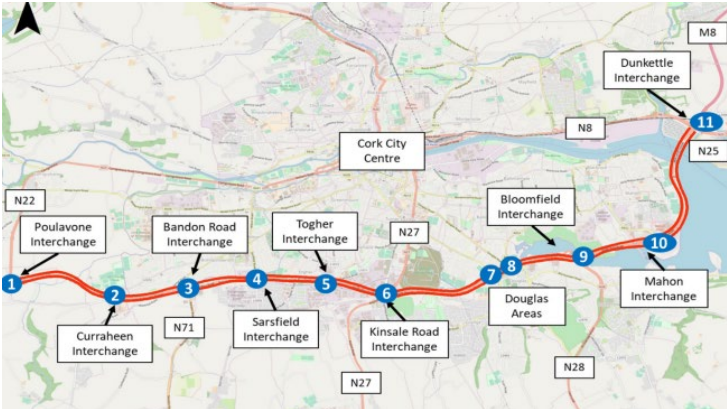 M8
Dunkettle
Interchange
11
N8
N25
Cork City
Centre
N22
Poulavone
Interchange
Bandon Road
Interchange
Togher
Interchange
N27
Bloomfield
Interchange
1
2
3
4
5
6
7
8
9
10
Curraheen
Interchange
N71
Sarsfield
Interchange
Kinsale Road
Interchange
Douglas
Areas
Mahon
Interchange
N27
N28